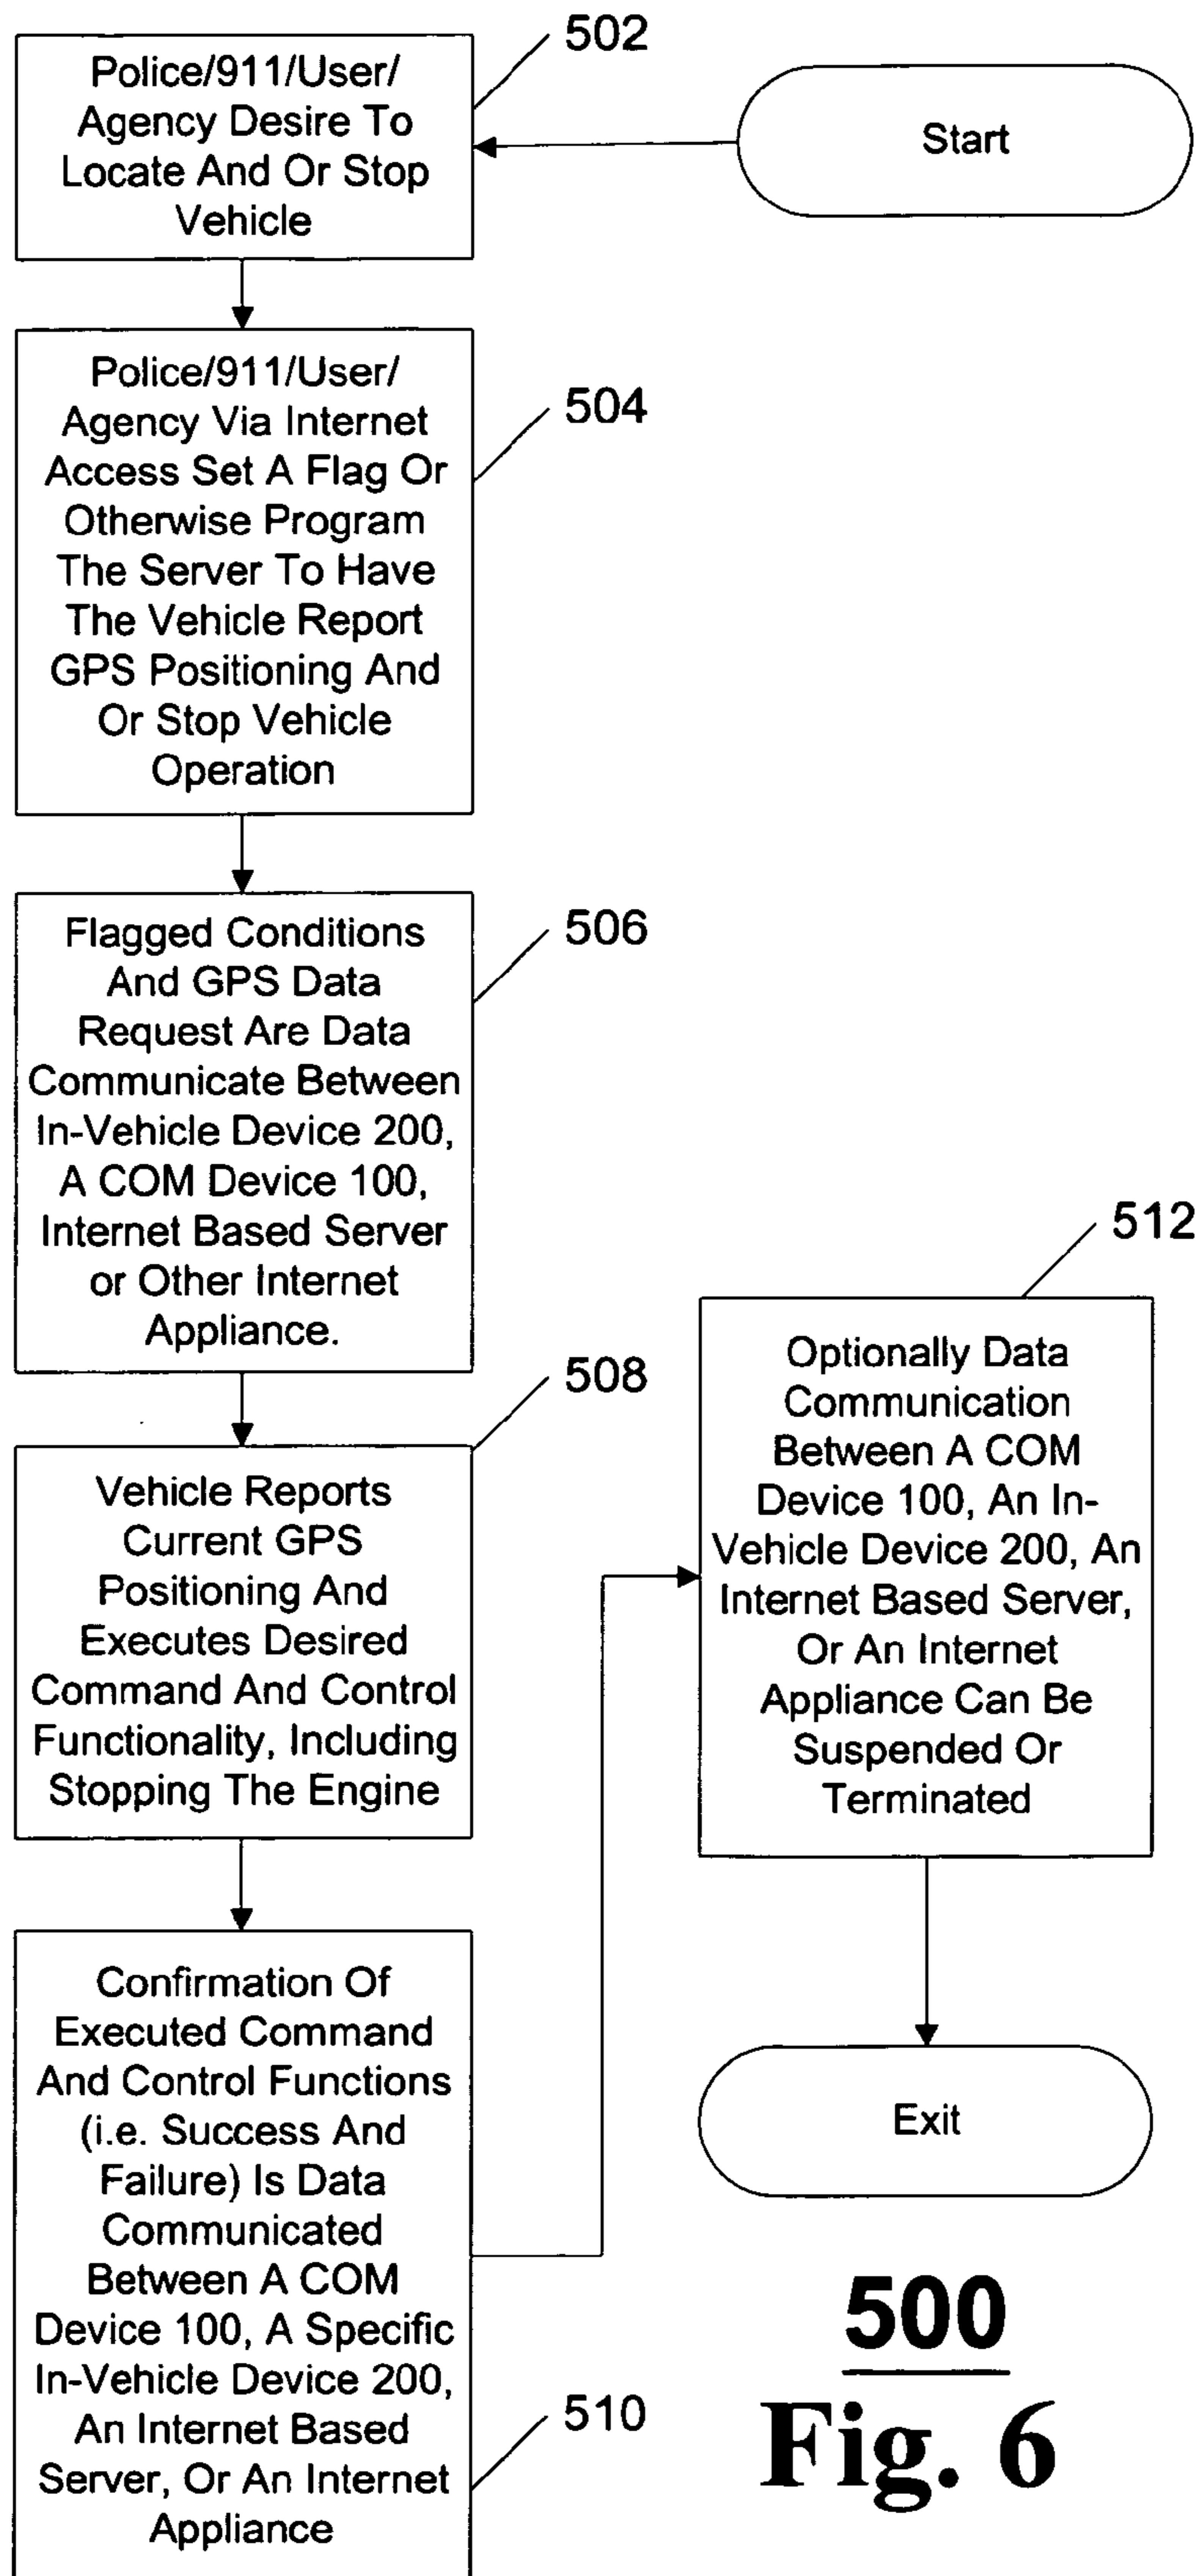 Start
502
Police/911/User/
Agency Desire To
Locate And Or Stop
Vehicle
504
Police/911/User/
Agency Via Internet
Access Set A Flag Or
Otherwise Program
The Server To Have
The Vehicle Report
GPS Positioning And
Or Stop Vehicle
Operation
506
Flagged Conditions
And GPS Data
Request Are Data
Communicate Between
In-Vehicle Device 200,
A COM Device 100,
Internet Based Server
or Other Internet
Appliance.
508
Vehicle Reports
Current GPS
Positioning And
Executes Desired
Command And Control
Functionality, Including
Stopping The Engine
510
Confirmation Of
Executed Command
And Control Functions
(i.e. Success And
Failure) Is Data
Communicated
Between A COM
Device 100, A Specific
In-Vehicle Device 200,
An Internet Based
Server, Or An Internet
Appliance
512
Optionally Data
Communication
Between A COM
Device 100, An In-
Vehicle Device 200, An
Internet Based Server,
Or An Internet
Appliance Can Be
Suspended Or
Terminated
Exit
500
Fig. 6